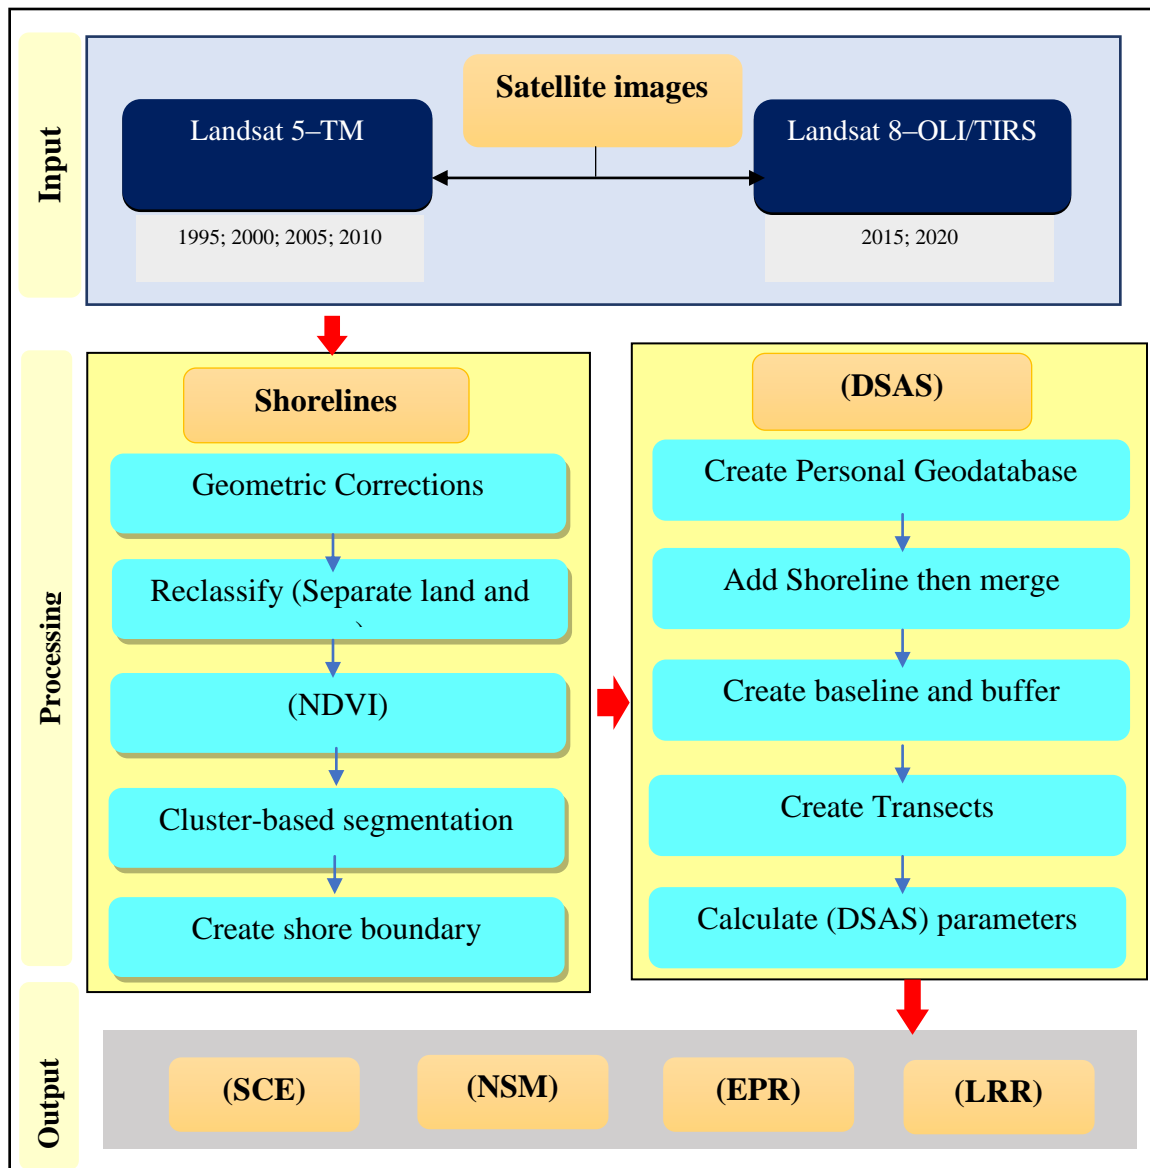 Input
Satellite images
Landsat 5–TM
Landsat 8–OLI/TIRS
1995; 2000; 2005; 2010
2015; 2020
Processing
Shorelines
Geometric Corrections
Reclassify (Separate land and
(NDVI)
Cluster-based segmentation
Create shore boundary
(DSAS)
Create Personal Geodatabase
Add Shoreline then merge
Create baseline and buffer
Create Transects
Calculate (DSAS) parameters
Output
(SCE)
(NSM)
(EPR)
(LRR)